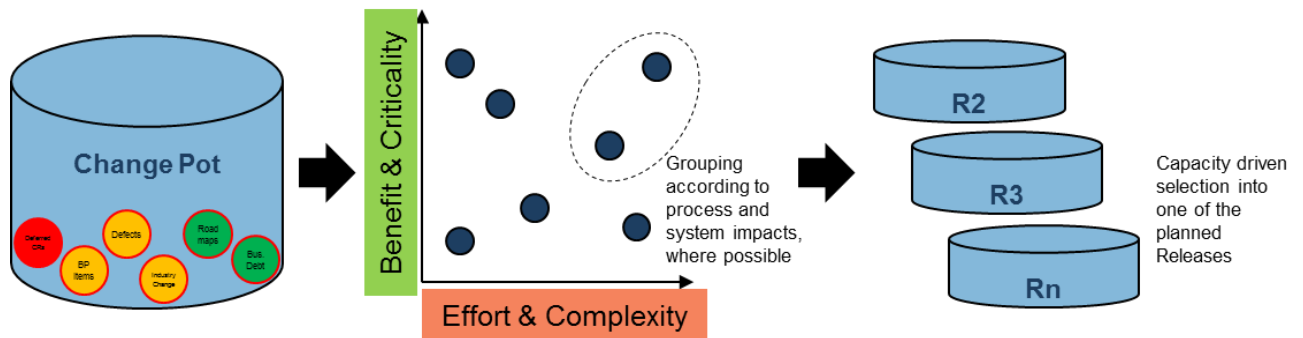 Change Pot
Deferred
CRs
BP
Items
Defects
Industry
Change
Road
maps
Bus.
Dept
Benefit & Criticality
Effort & Complexity
Grouping
according to
process and
system impacts,
where possible
R2
R3
Rn
Capacity driven
selection into
one of the
planned
Releases